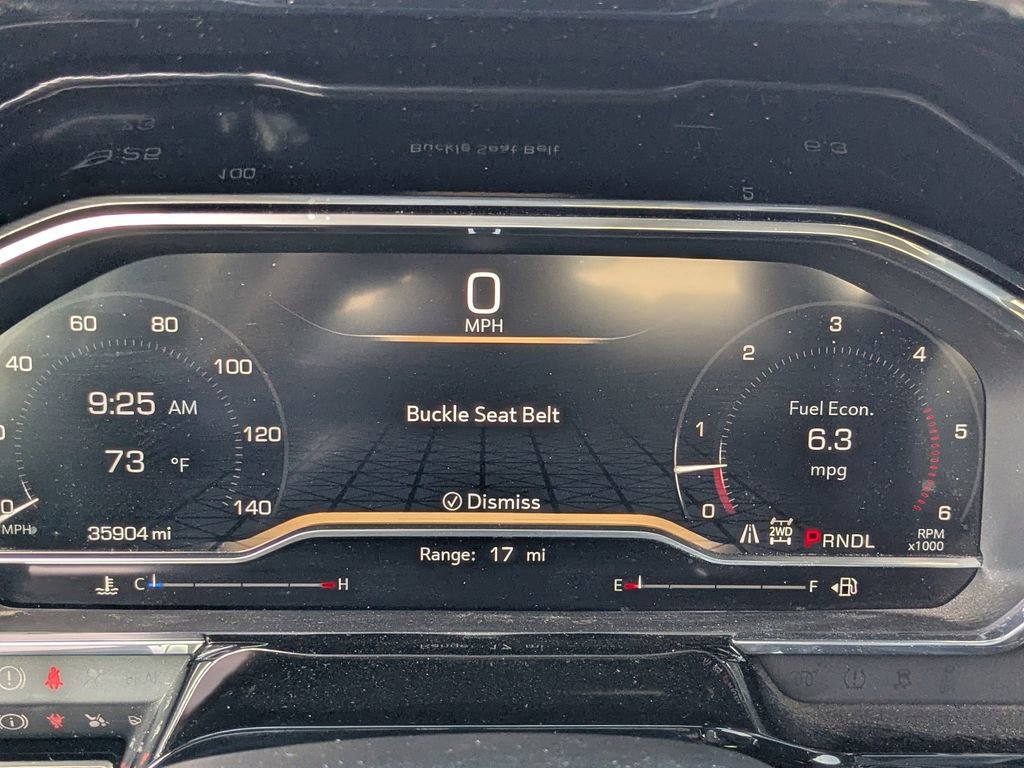 0
MPH
60
80
40
100
120
140
9:25 AM
73 °F
35904 mi
MPH
Buckle Seat Belt
Dismiss
Range: 17 mi
C
H
E
F
0
1
2
3
4
5
6
Fuel Econ.
6.3
mpg
2WD
PRNDL
RPM
x1000